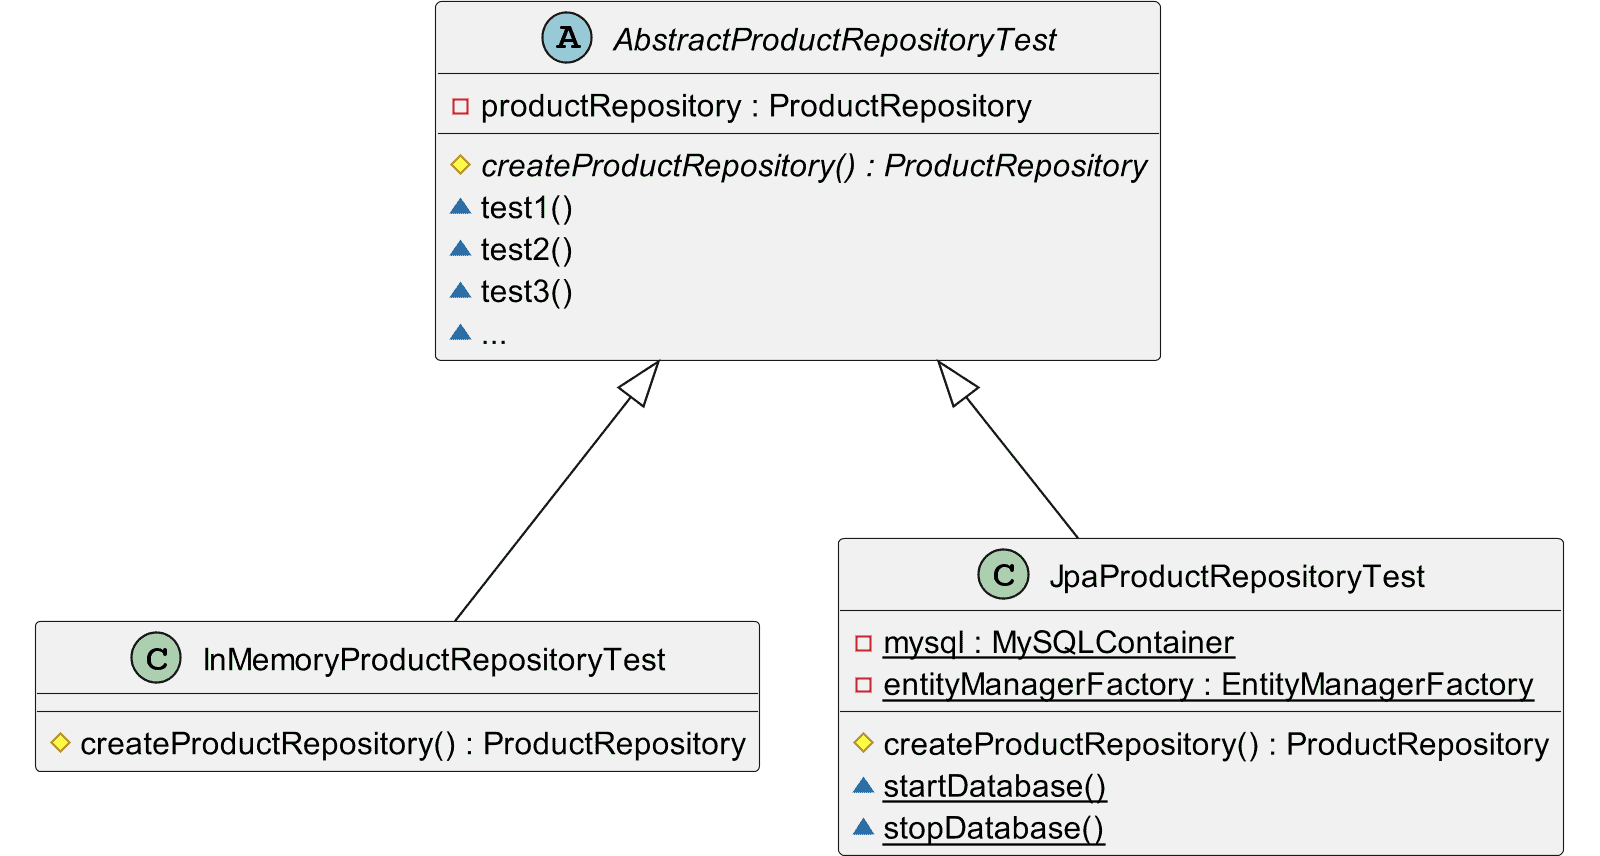 A AbstractProductRepositoryTest
productRepository : ProductRepository
createProductRepository() : ProductRepository
test1()
test2()
test3()
...
C InMemoryProductRepositoryTest
createProductRepository() : ProductRepository
C JpaProductRepositoryTest
mysql : MySQLContainer
entityManagerFactory : EntityManagerFactory
createProductRepository() : ProductRepository
startDatabase()
stopDatabase()